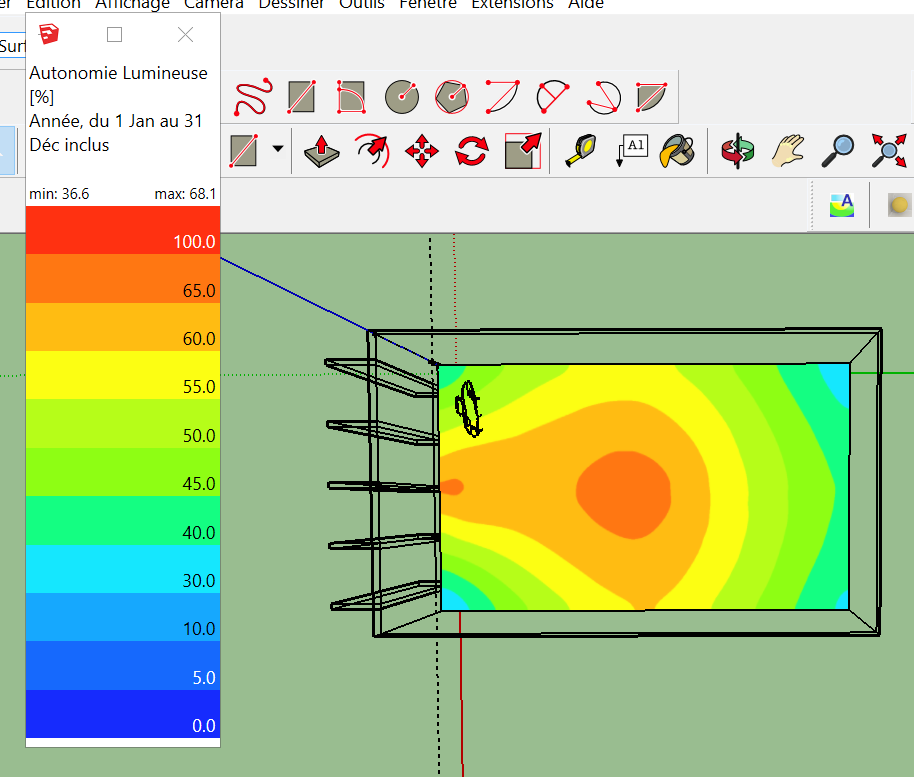 Edition Affichage Caméra Dessiner Outils Fenêtre Extensions Aide
Surf
Autonomie Lumineuse
[%]
Année, du 1 Jan au 31
Déc inclus
min: 36.6 max: 68.1
100.0
65.0
60.0
55.0
50.0
45.0
40.0
30.0
10.0
5.0
0.0
A1
A